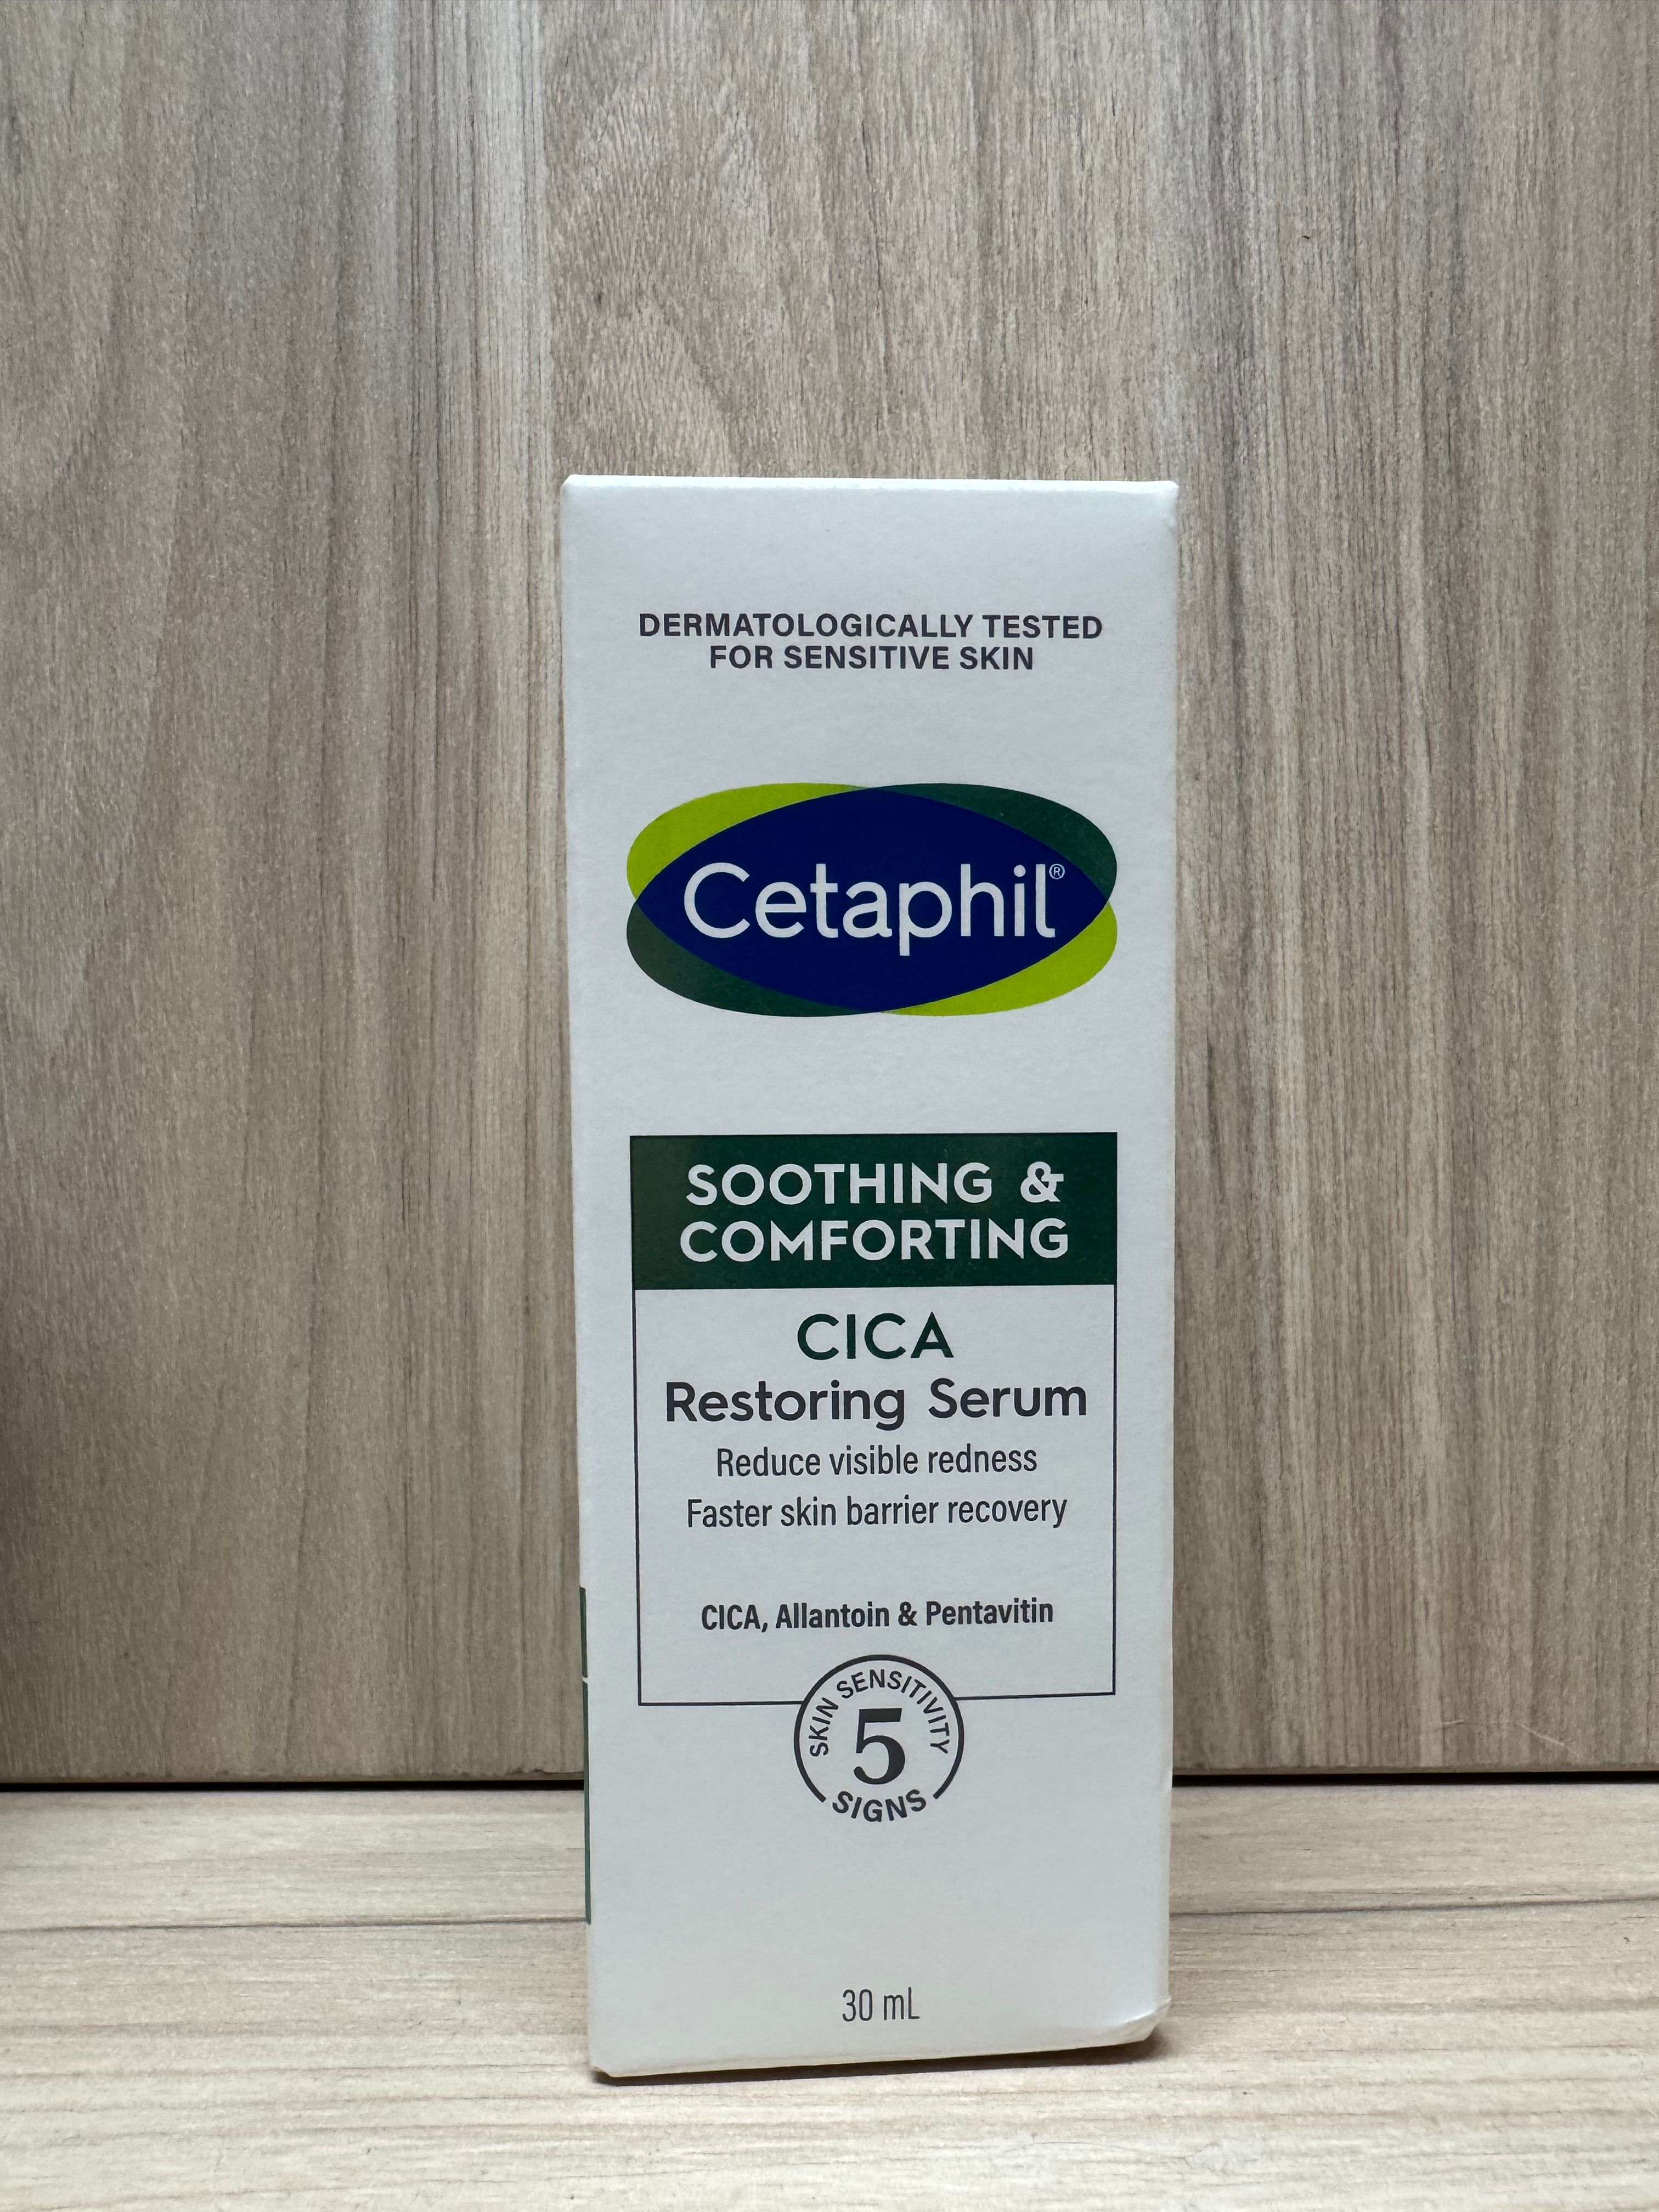 DERMATOLOGICALLY TESTED
FOR SENSITIVE SKIN
Cetaphil®
SOOTHING &
COMFORTING
CICA
Restoring Serum
Reduce visible redness
Faster skin barrier recovery
CICA, Allantoin & Pentavitin
SKIN SENSITIVITY
5
SIGNS
30 mL